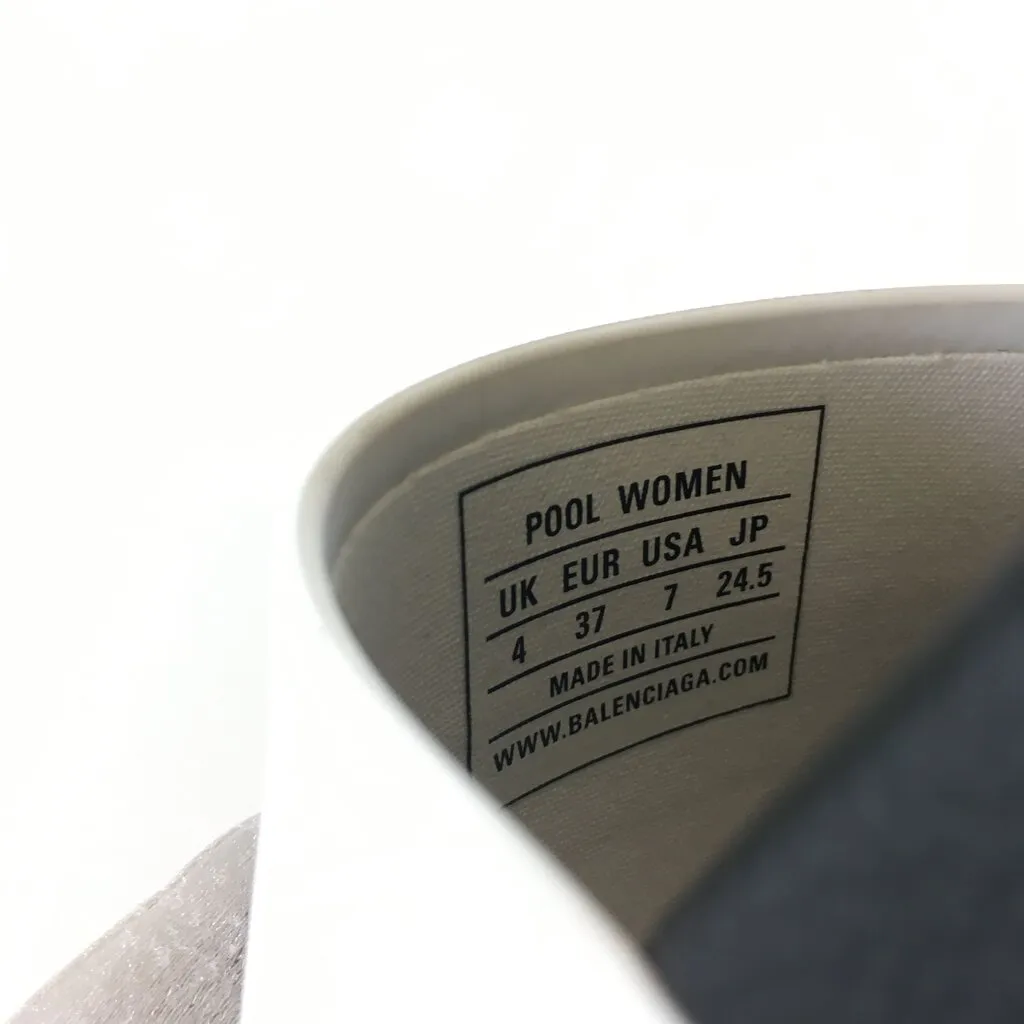 POOL WOMEN
UK EUR USA JP
4 37 7 24.5
MADE IN ITALY
WWW.BALENCIAGA.COM